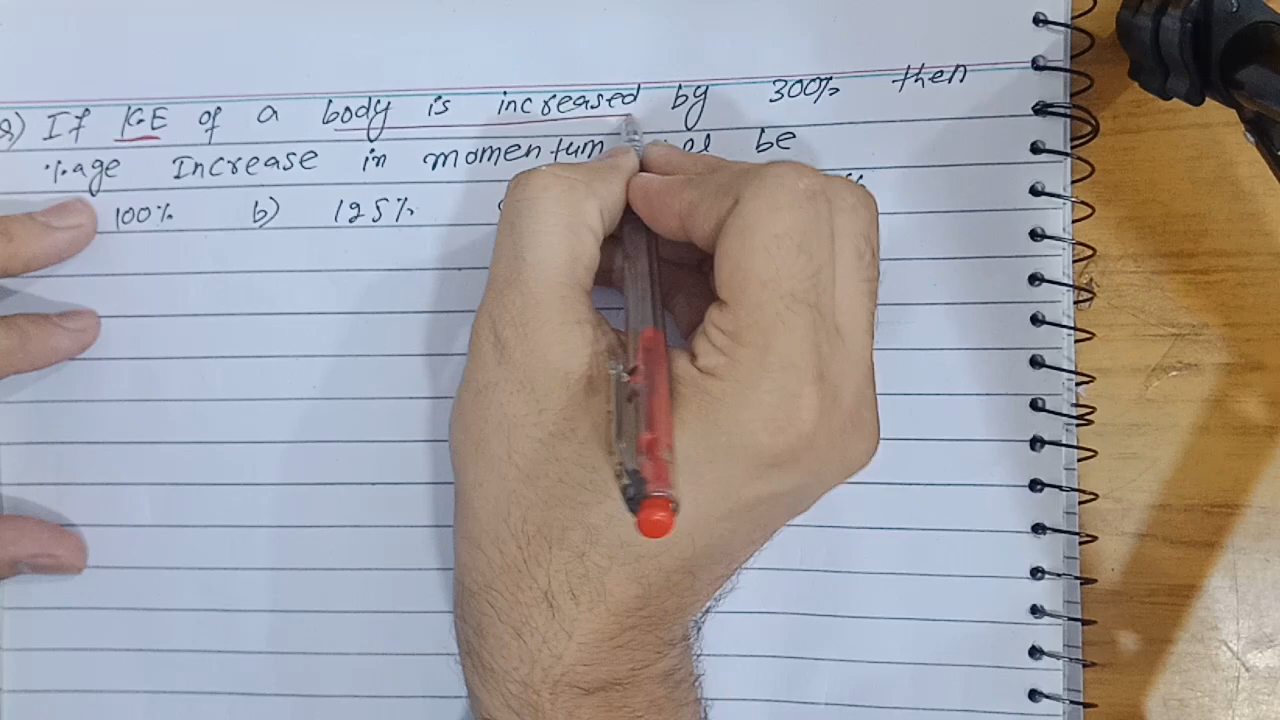 Q) If KE of a body is increased by 300% then
%age Increase in momentum be
100% b) 125%